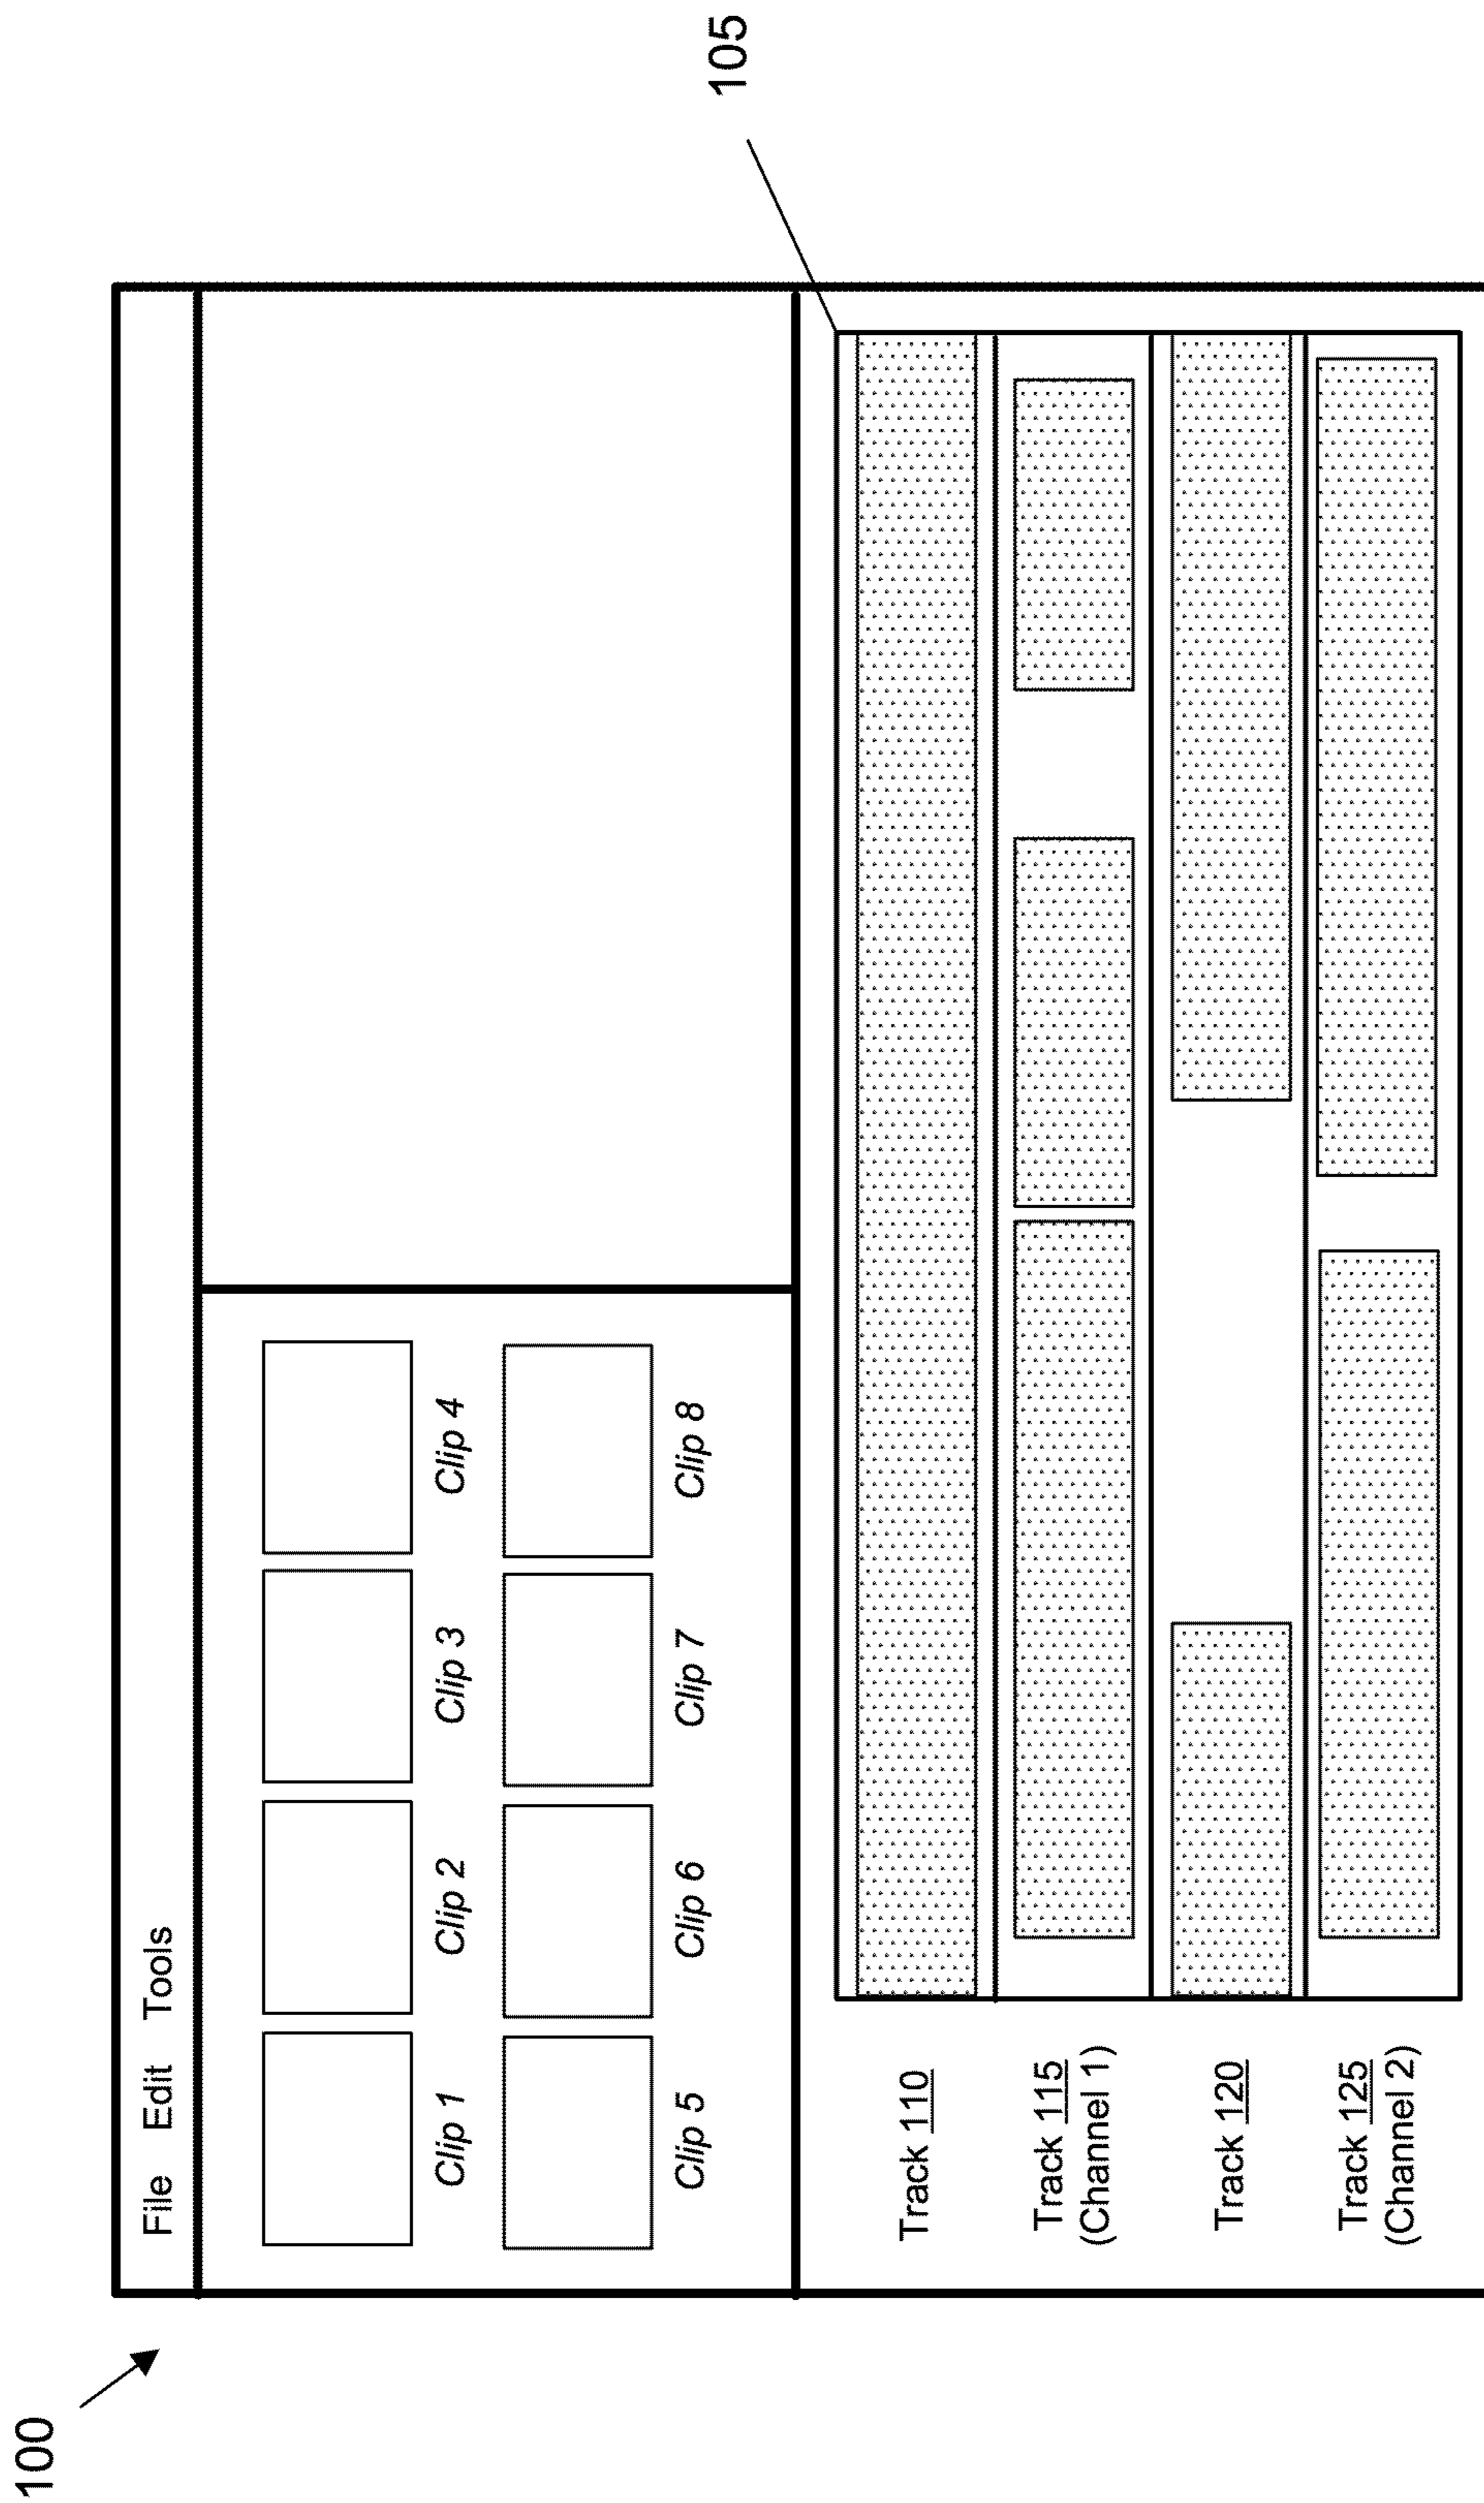 100
105
File Edit Tools
Clip 1 Clip 2 Clip 3 Clip 4
Clip 5 Clip 6 Clip 7 Clip 8
Track 110
Track 115
(Channel 1)
Track 120
Track 125
(Channel 2)